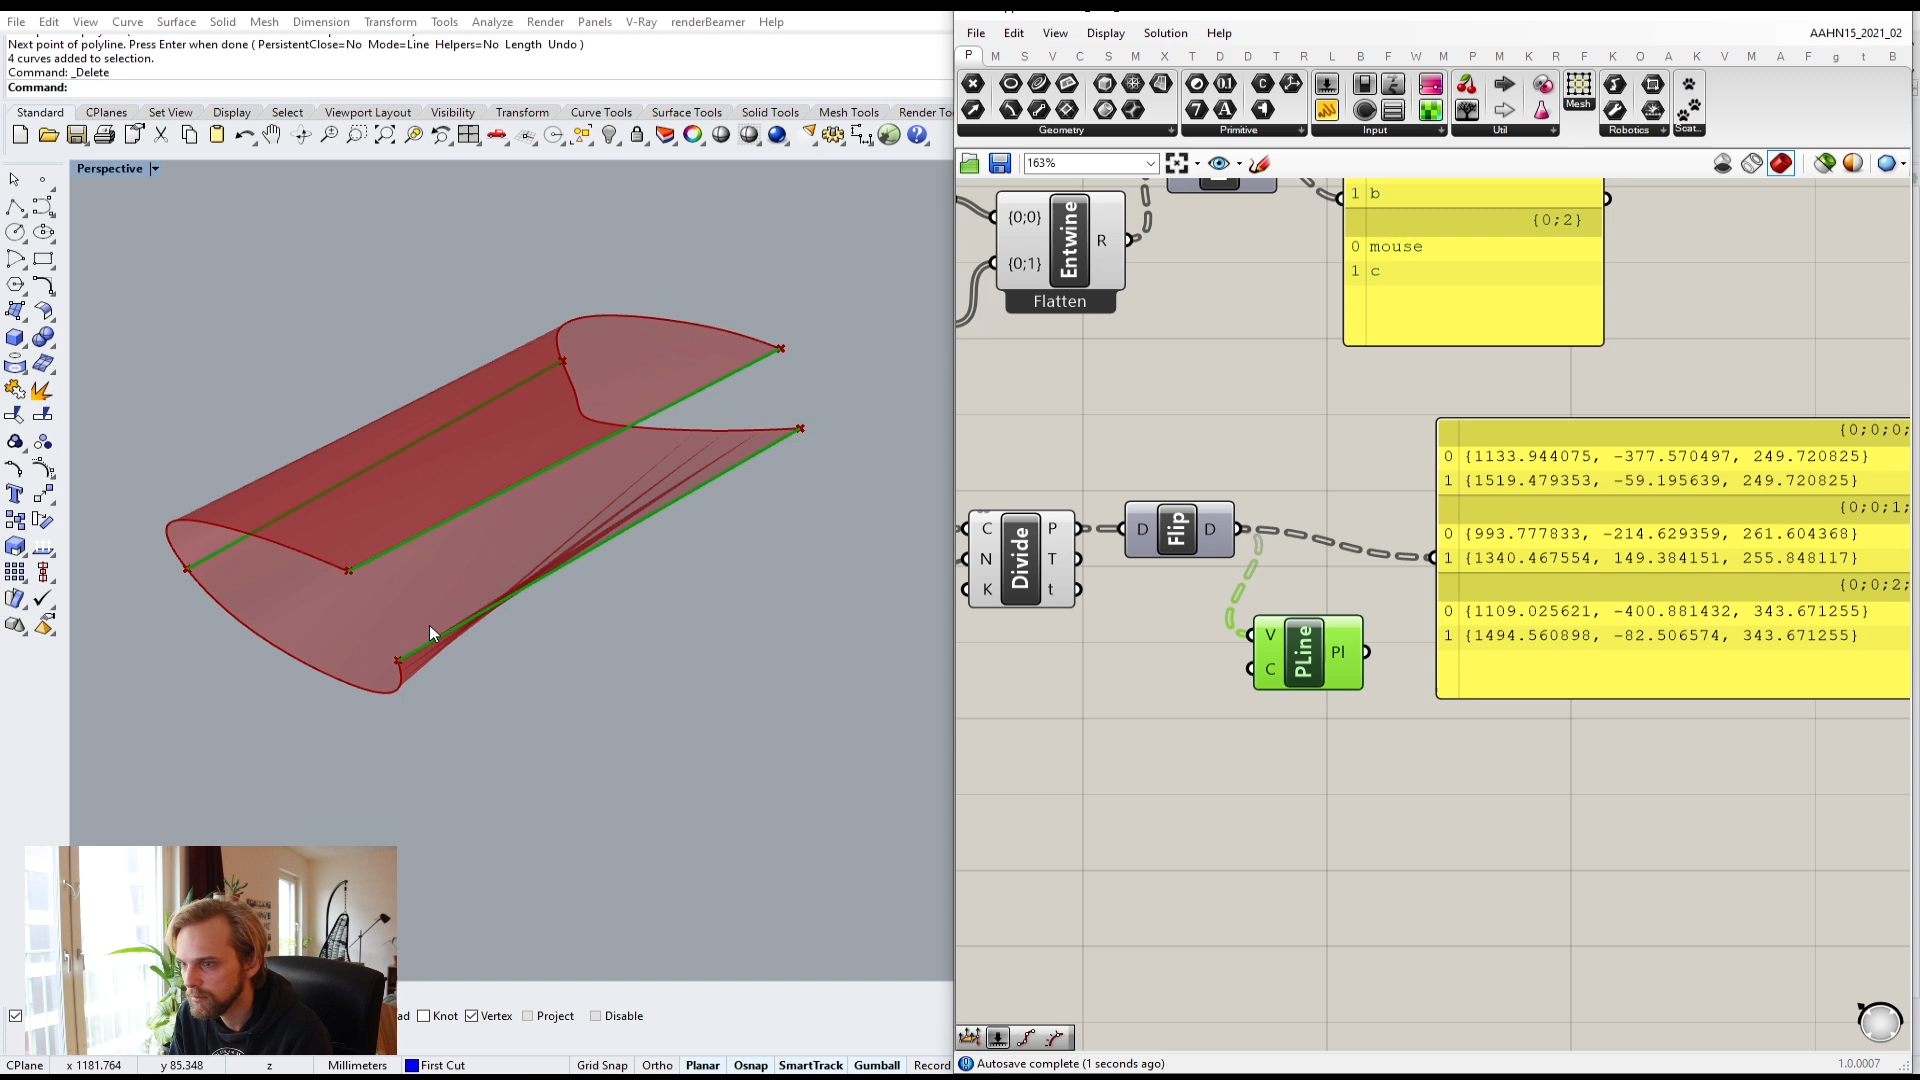 File Edit View Curve Surface Solid Mesh Dimension Transform Tools Analyze Render Panels V-Ray renderBeamer Help
Next point of polyline. Press Enter when done ( PersistentClose=No Mode=Line Helpers=No Length Undo )
4 curves added to selection.
Command: _Delete
Command:
Standard CPlanes Set View Display Select Viewport Layout Visibility Transform Curve Tools Surface Tools Solid Tools Mesh Tools Render To
Perspective
ad Knot Vertex Project Disable
CPlane x 1181.764 y 85.348 z Millimeters First Cut Grid Snap Ortho Planar Osnap SmartTrack Gumball Record
File Edit View Display Solution Help AAHN15_2021_02
P M S V C S M X T D D T R L B F W M P M K R F R K O A K V M A F g t B
Geometry Primitive Input Util Mesh Robotics Scat..
163%
{0;0}
{0;1}
Entwine
R
Flatten
1 b
{0;2}
0 mouse
1 c
C
N
K
Divide
P
T
t
D Flip D
V
C
PLine
Pl
{0;0;0;
0 {1133.944075, -377.570497, 249.720825}
1 {1519.479353, -59.195639, 249.720825}
{0;0;1;
0 {993.777833, -214.629359, 261.604368}
1 {1340.467554, 149.384151, 255.848117}
{0;0;2;
0 {1109.025621, -400.881432, 343.671255}
1 {1494.560898, -82.506574, 343.671255}
Autosave complete (1 seconds ago) 1.0.0007